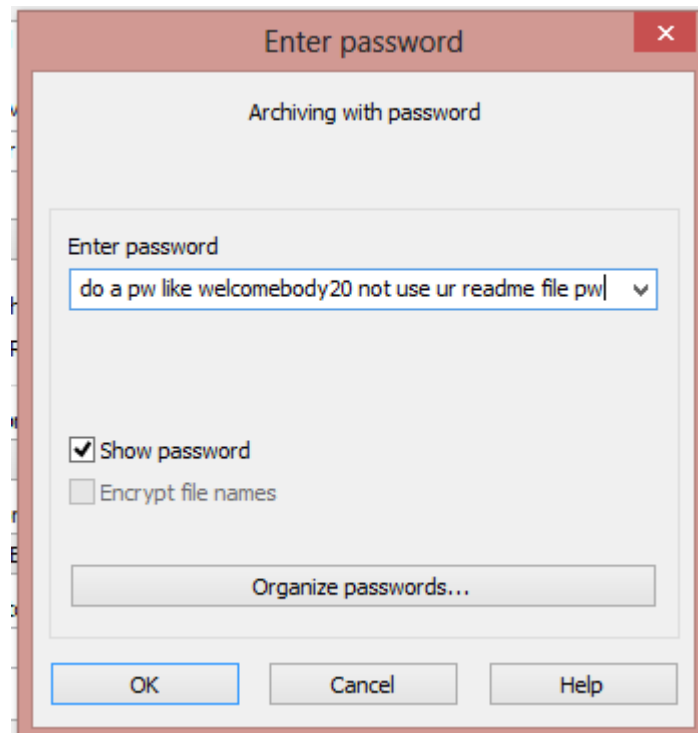 Enter password
Archiving with password
Enter password
do a pw like welcomebody20 not use ur readme file pw
Show password
Encrypt file names
Organize passwords...
OK Cancel Help